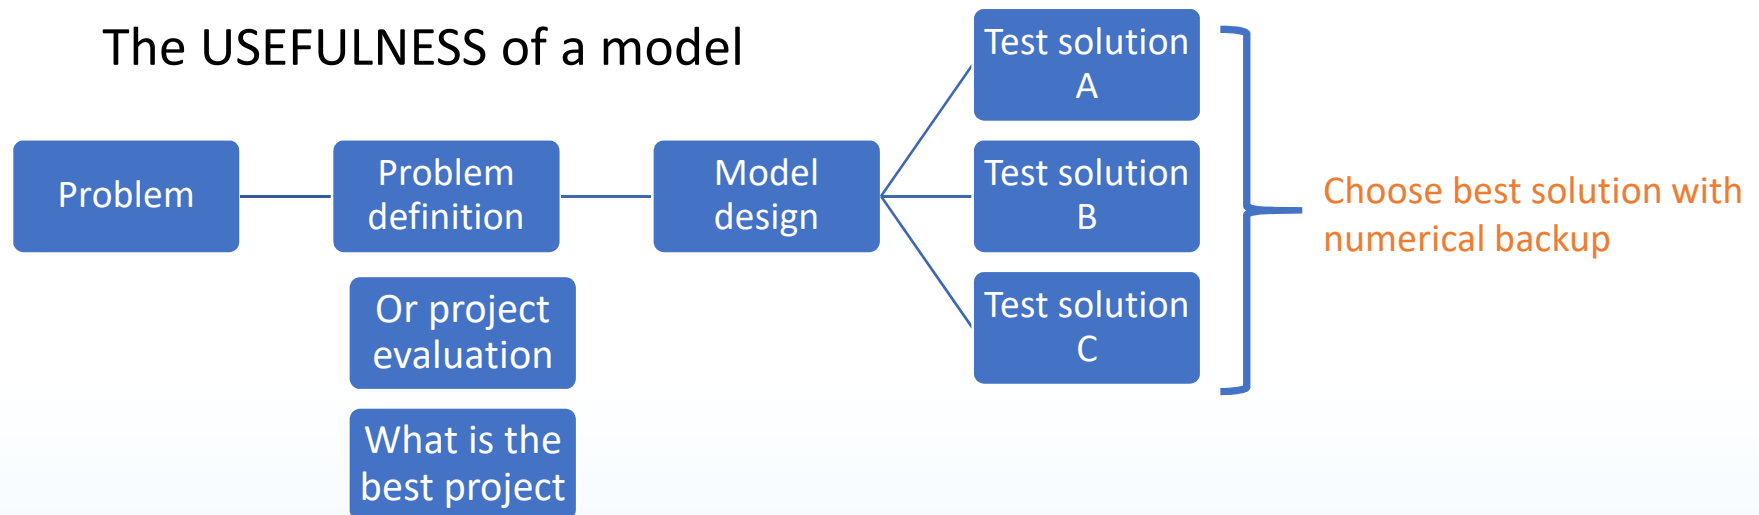 The USEFULNESS of a model
Problem
Problem
definition
Or project
evaluation
What is the
best project
Model
design
Test solution
A
Test solution
B
Test solution
C
Choose best solution with
numerical backup